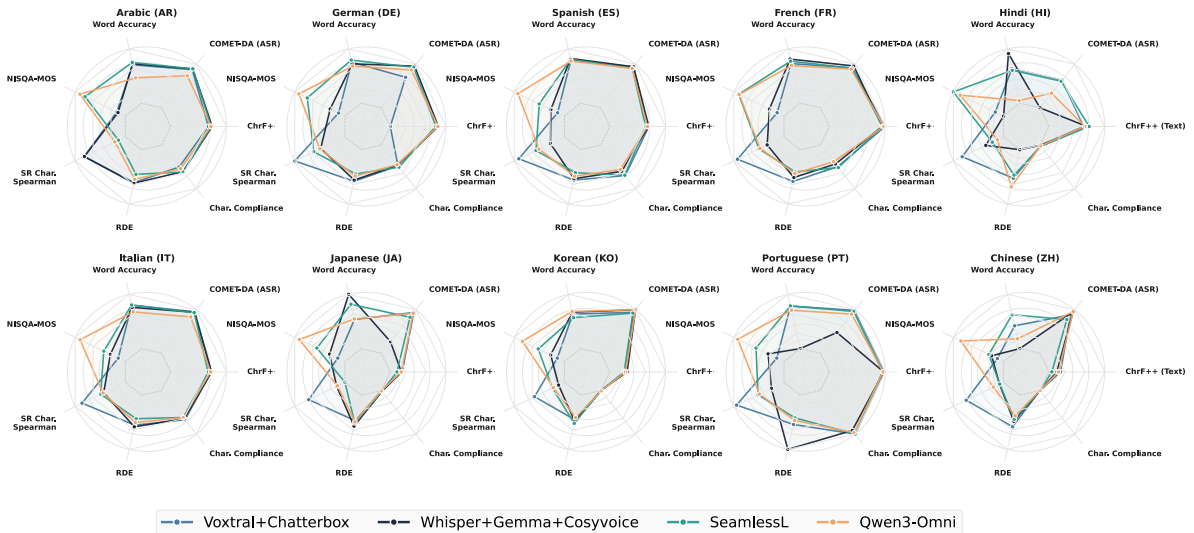 Arabic (AR)
Word Accuracy
COMET-DA (ASR)
NISQA-MOS
ChrF+
SR Char.
Spearman
Char. Compliance
RDE
German (DE)
Word Accuracy
COMET-DA (ASR)
NISQA-MOS
ChrF+
SR Char.
Spearman
Char. Compliance
RDE
Spanish (ES)
Word Accuracy
COMET-DA (ASR)
NISQA-MOS
ChrF+
SR Char.
Spearman
Char. Compliance
RDE
French (FR)
Word Accuracy
COMET-DA (ASR)
NISQA-MOS
ChrF+
SR Char.
Spearman
Char. Compliance
RDE
Hindi (HI)
Word Accuracy
COMET-DA (ASR)
NISQA-MOS
ChrF++ (Text)
SR Char.
Spearman
Char. Compliance
RDE
Italian (IT)
Word Accuracy
COMET-DA (ASR)
NISQA-MOS
ChrF+
SR Char.
Spearman
Char. Compliance
RDE
Japanese (JA)
Word Accuracy
COMET-DA (ASR)
NISQA-MOS
ChrF+
SR Char.
Spearman
Char. Compliance
RDE
Korean (KO)
Word Accuracy
COMET-DA (ASR)
NISQA-MOS
ChrF+
SR Char.
Spearman
Char. Compliance
RDE
Portuguese (PT)
Word Accuracy
COMET-DA (ASR)
NISQA-MOS
ChrF+
SR Char.
Spearman
Char. Compliance
RDE
Chinese (ZH)
Word Accuracy
COMET-DA (ASR)
NISQA-MOS
ChrF++ (Text)
SR Char.
Spearman
Char. Compliance
RDE
Voxtral+Chatterbox
Whisper+Gemma+Cosyvoice
SeamlessL
Qwen3-Omni